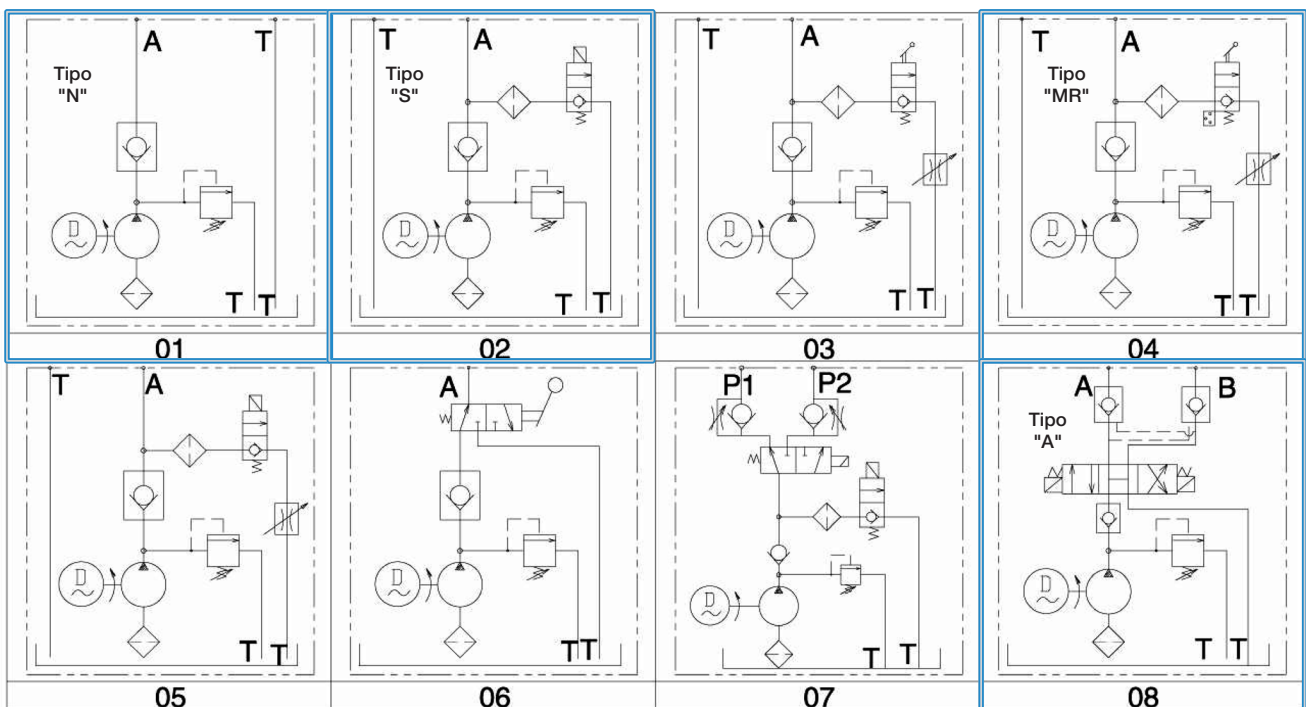 A T
Tipo
"N"
D
T T
01
T A
Tipo
"S"
D
T T
02
T A
D
T T
03
T A
Tipo
"MR"
D
T T
04
T A
D
T T
05
A
D
T T
06
P1 P2
D
T T
07
A B
Tipo
"A"
D
T T
08